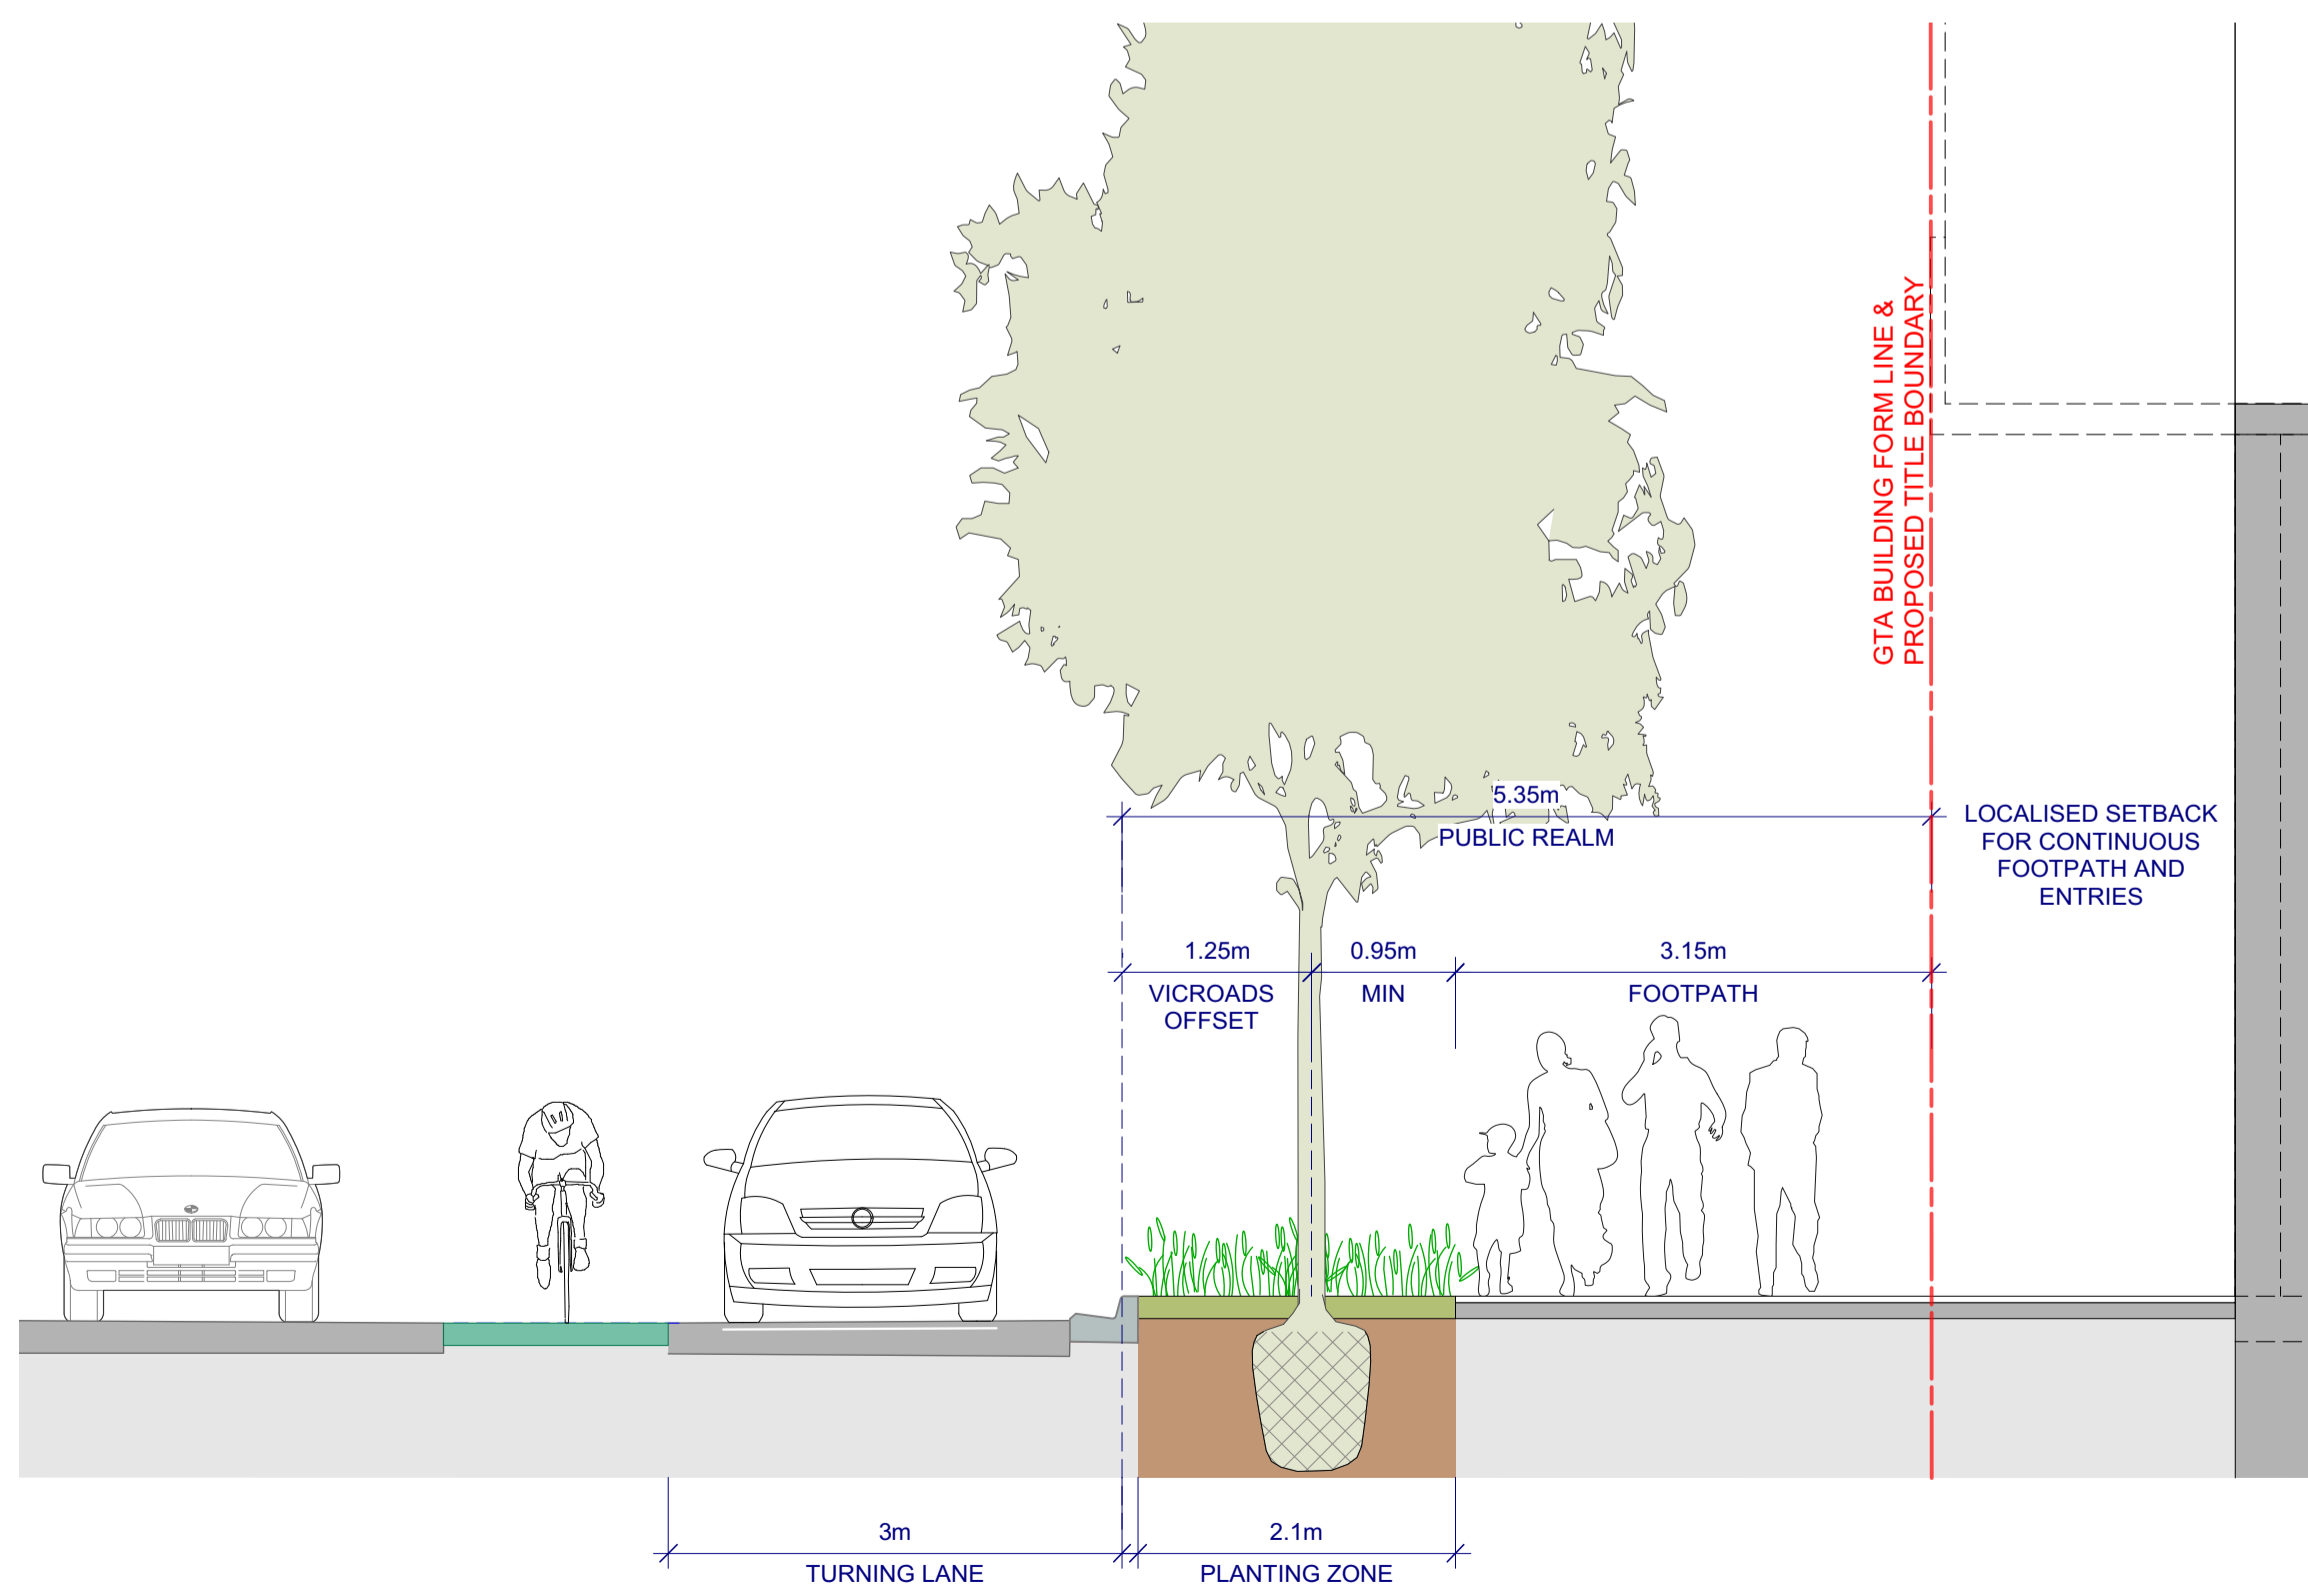 GTA BUILDING FORM LINE &
PROPOSED TITLE BOUNDARY
5.35m
PUBLIC REALM
LOCALISED SETBACK
FOR CONTINUOUS
FOOTPATH AND
ENTRIES
1.25m
VICROADS
OFFSET
0.95m
MIN
3.15m
FOOTPATH
3m
TURNING LANE
2.1m
PLANTING ZONE